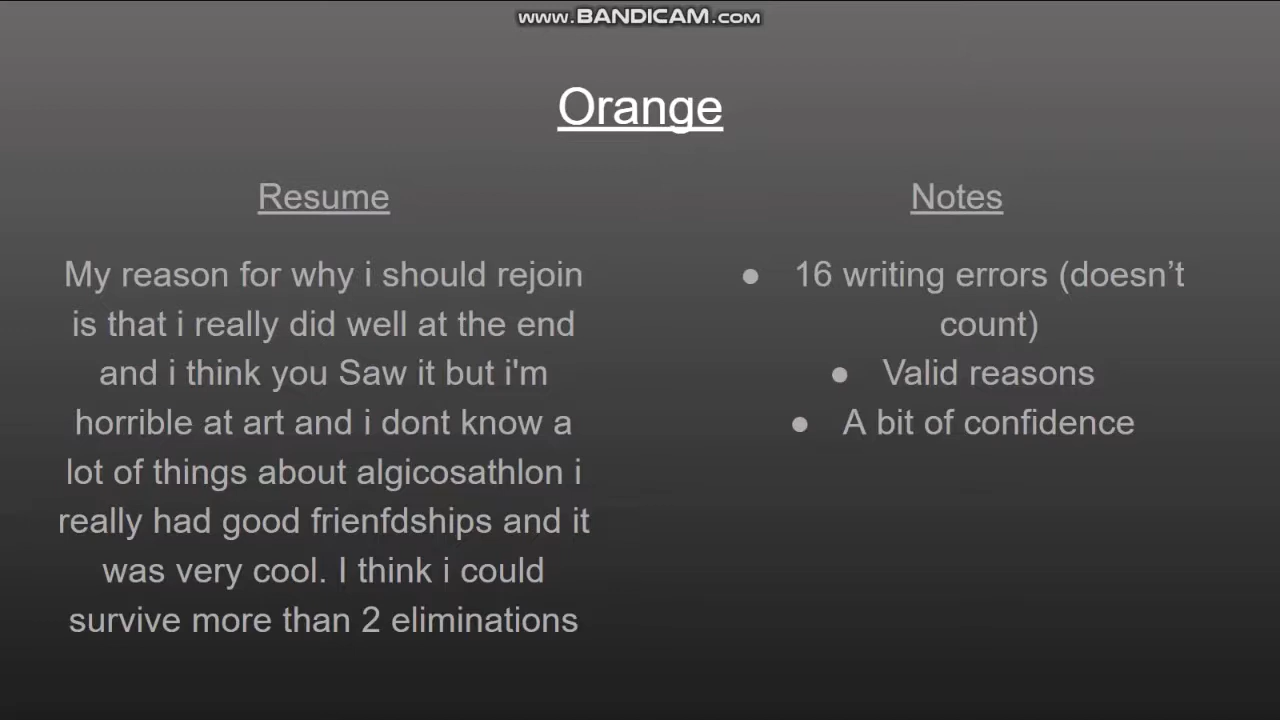 www.BANDICAM.com
Orange
Resume
My reason for why i should rejoin
is that i really did well at the end
and i think you Saw it but i'm
horrible at art and i dont know a
lot of things about algicosathlon i
really had good frienfdships and it
was very cool. I think i could
survive more than 2 eliminations
Notes
● 16 writing errors (doesn’t
count)
● Valid reasons
● A bit of confidence